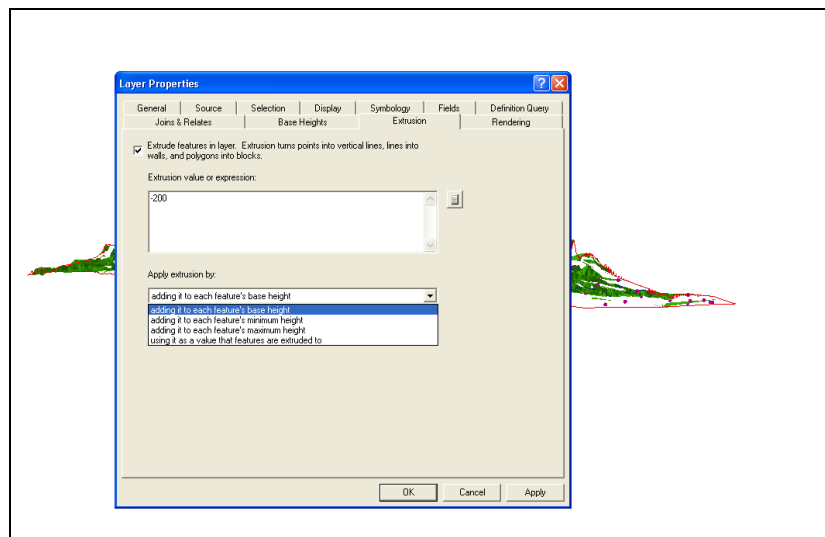 Layer Properties
General Source Selection Display Symbology Fields Definition Query
Joins & Relates Base Heights Extrusion Rendering
Extrude features in layer. Extrusion turns points into vertical lines, lines into
walls, and polygons into blocks.
Extrusion value or expression:
-200
Apply extrusion by:
adding it to each feature's base height
adding it to each feature's base height
adding it to each feature's minimum height
adding it to each feature's maximum height
using it as a value that features are extruded to
OK Cancel Apply